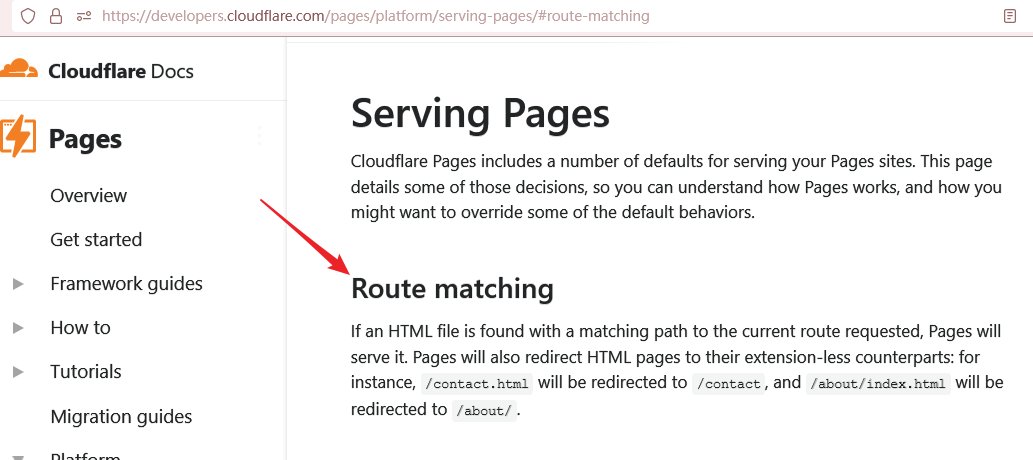 https://developers.cloudflare.com/pages/platform/serving-pages/#route-matching
Cloudflare Docs
Pages
Overview
Get started
Framework guides
How to
Tutorials
Migration guides
Platform
Serving Pages
Cloudflare Pages includes a number of defaults for serving your Pages sites. This page
details some of those decisions, so you can understand how Pages works, and how you
might want to override some of the default behaviors.
Route matching
If an HTML file is found with a matching path to the current route requested, Pages will
serve it. Pages will also redirect HTML pages to their extension-less counterparts: for
instance, /contact.html will be redirected to /contact, and /about/index.html will be
redirected to /about/.